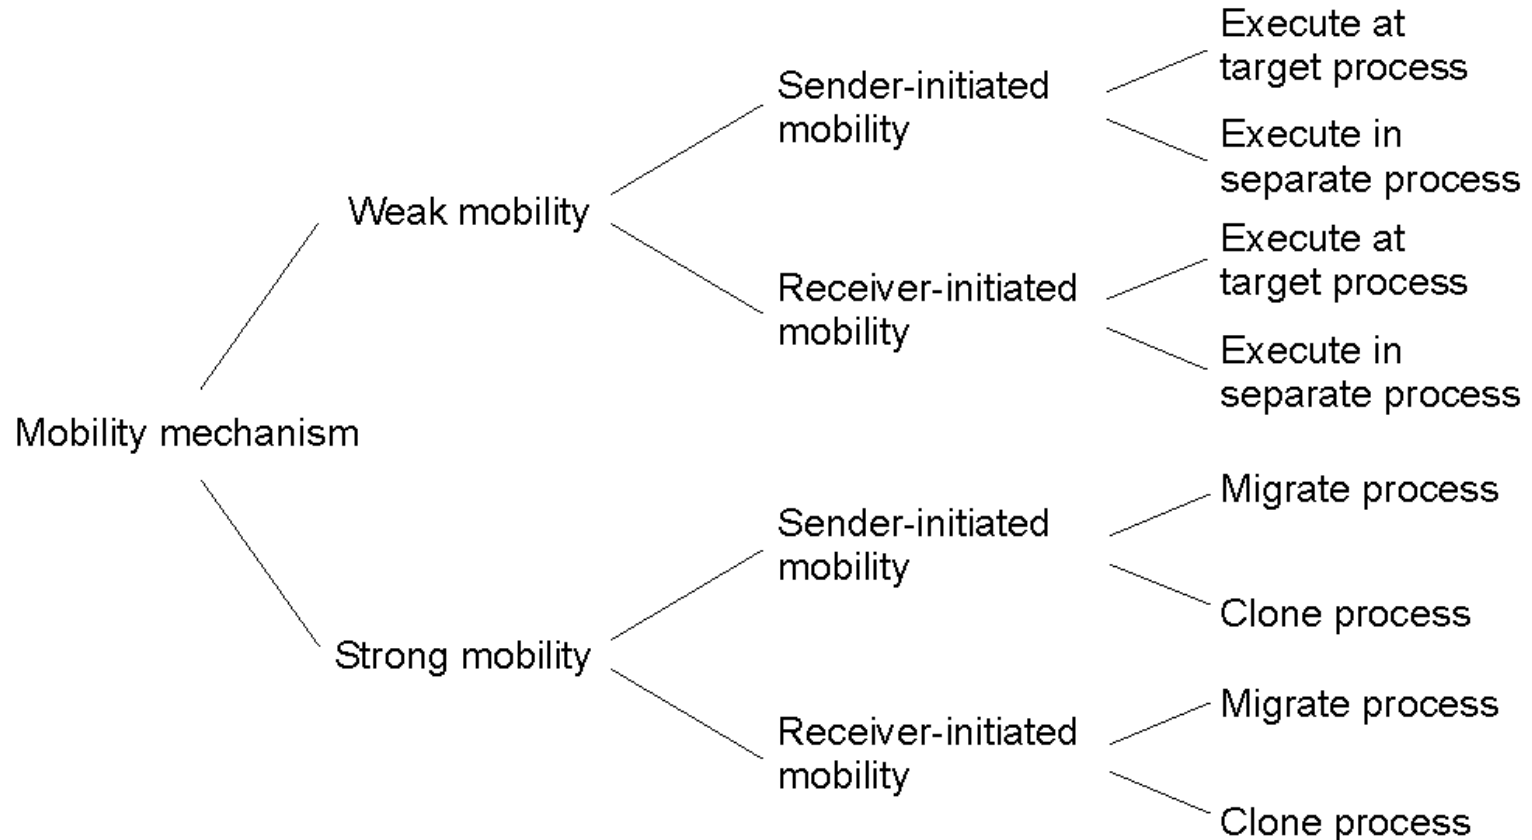 Execute at
target process
Sender-initiated
mobility
Execute in
separate process
Weak mobility
Execute at
target process
Receiver-initiated
mobility
Execute in
separate process
Mobility mechanism
Migrate process
Sender-initiated
mobility
Clone process
Strong mobility
Migrate process
Receiver-initiated
mobility
Clone process